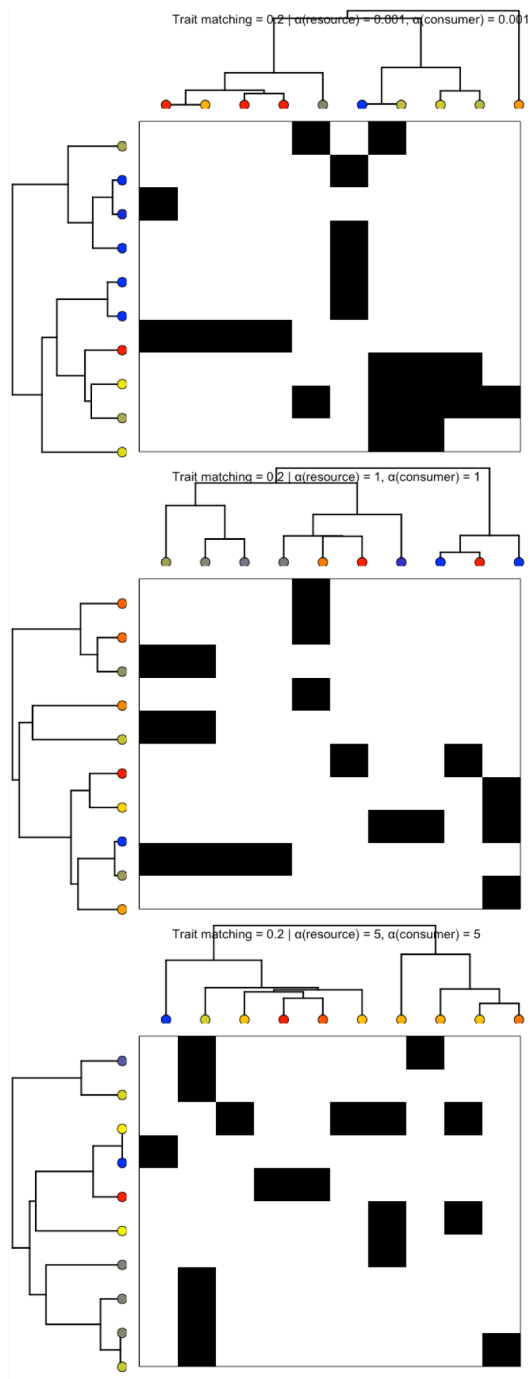 Trait matching = 0.2 | α(resource) = 0.001, α(consumer) = 0.001
Trait matching = 0.2 | α(resource) = 1, α(consumer) = 1
Trait matching = 0.2 | α(resource) = 5, α(consumer) = 5